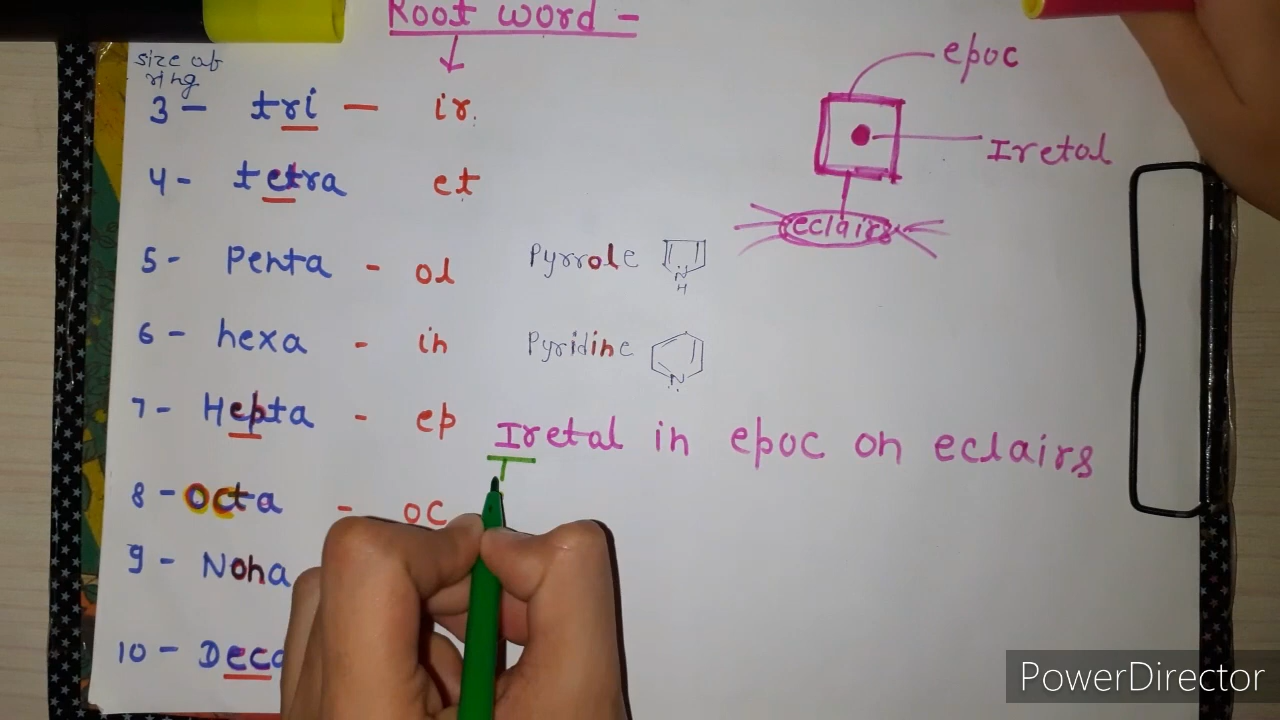 Root word -
size of ring
3 - tri - ir
4 - tetra et
5 - Penta - ol
6 - hexa - in
7 - Hepta - ep
8 - octa - oc
9 - Nona
10 - Dec
Pyrrole
N
H
Pyridine
N
epoc
Iretal
eclairs
Iretal in epoc on eclairs
PowerDirector